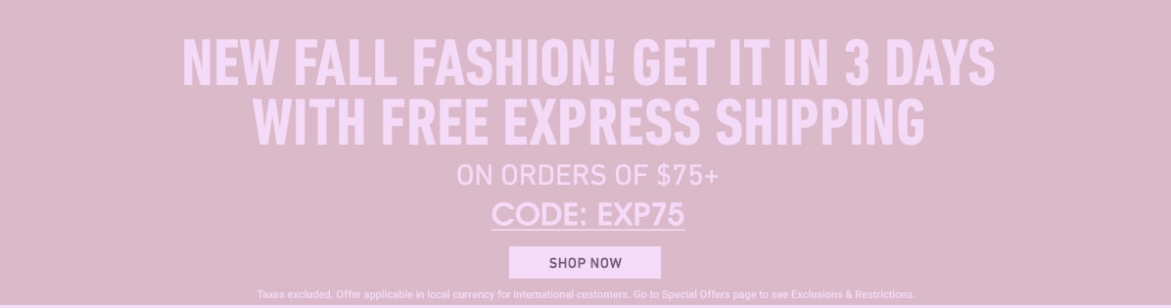 NEW FALL FASHION! GET IT IN 3 DAYS
WITH FREE EXPRESS SHIPPING
ON ORDERS OF $75+
CODE: EXP75
SHOP NOW
Taxes excluded. Offer applicable in local currency for international customers. Go to Special Offers page to see Exclusions & Restrictions.